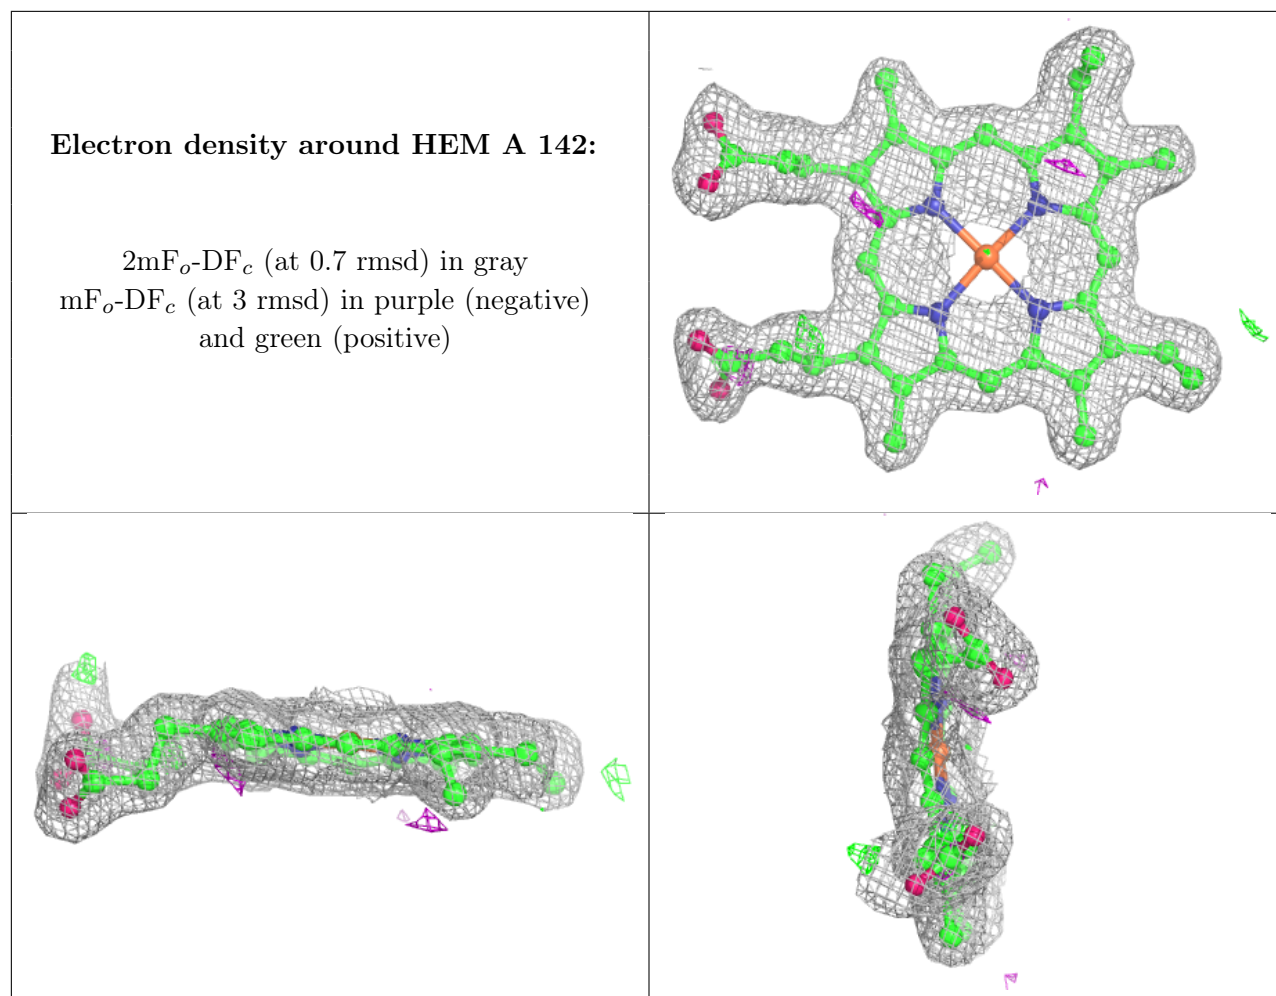 Electron density around HEM A 142:
2mFo-DFc (at 0.7 rmsd) in gray
mFo-DFc (at 3 rmsd) in purple (negative)
and green (positive)